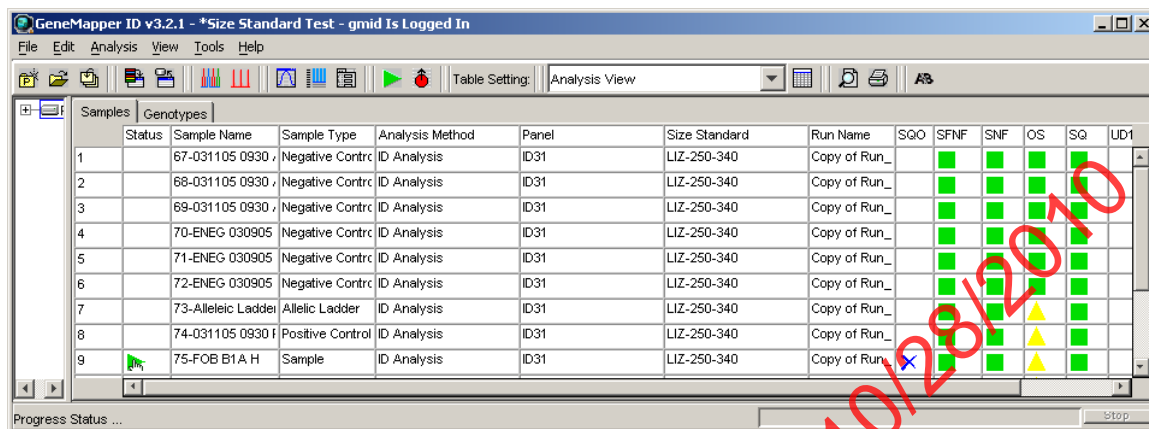 GeneMapper ID v3.2.1 - *Size Standard Test - gmid Is Logged In
File Edit Analysis View Tools Help
Table Setting: Analysis View
Samples Genotypes
Status Sample Name Sample Type Analysis Method Panel Size Standard Run Name SQO SFNF SNF OS SQ UD1
1 67-031105 0930 Negative Contrc ID Analysis ID31 LIZ-250-340 Copy of Run_
2 68-031105 0930 Negative Contrc ID Analysis ID31 LIZ-250-340 Copy of Run_
3 69-031105 0930 Negative Contrc ID Analysis ID31 LIZ-250-340 Copy of Run_
4 70-ENEG 030905 Negative Contrc ID Analysis ID31 LIZ-250-340 Copy of Run_
5 71-ENEG 030905 Negative Contrc ID Analysis ID31 LIZ-250-340 Copy of Run_
6 72-ENEG 030905 Negative Contrc ID Analysis ID31 LIZ-250-340 Copy of Run_
7 73-Alleleic Ladder Allelic Ladder ID Analysis ID31 LIZ-250-340 Copy of Run_
8 74-031105 0930 Positive Control ID Analysis ID31 LIZ-250-340 Copy of Run_
9 75-FOB B1 A H Sample ID Analysis ID31 LIZ-250-340 Copy of Run_
Progress Status ... Stop
10/28/2010